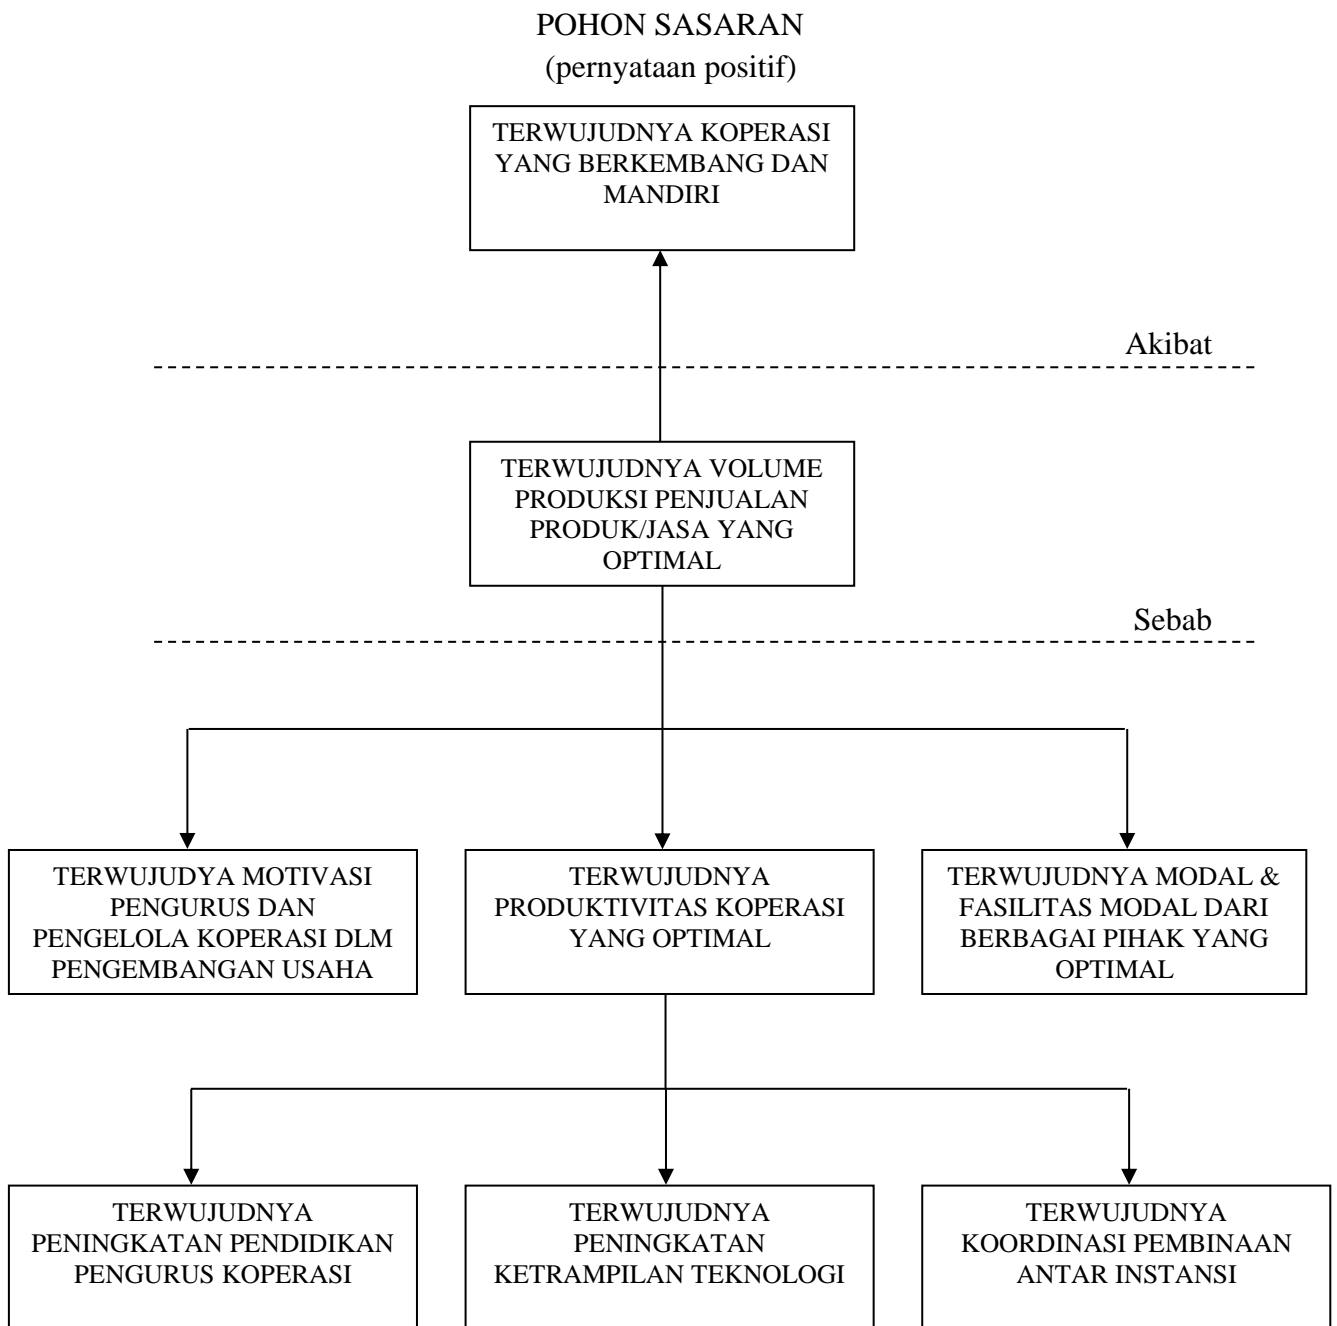 POHON SASARAN
(pernyataan positif)
TERWUJUDNYA KOPERASI
YANG BERKEMBANG DAN
MANDIRI
Akibat
TERWUJUDNYA VOLUME
PRODUKSI PENJUALAN
PRODUK/JASA YANG
OPTIMAL
Sebab
TERWUJUDYA MOTIVASI
PENGURUS DAN
PENGELOLA KOPERASI DLM
PENGEMBANGAN USAHA
TERWUJUDNYA
PRODUKTIVITAS KOPERASI
YANG OPTIMAL
TERWUJUDNYA MODAL &
FASILITAS MODAL DARI
BERBAGAI PIHAK YANG
OPTIMAL
TERWUJUDNYA
PENINGKATAN PENDIDIKAN
PENGURUS KOPERASI
TERWUJUDNYA
PENINGKATAN
KETRAMPILAN TEKNOLOGI
TERWUJUDNYA
KOORDINASI PEMBINAAN
ANTAR INSTANSI